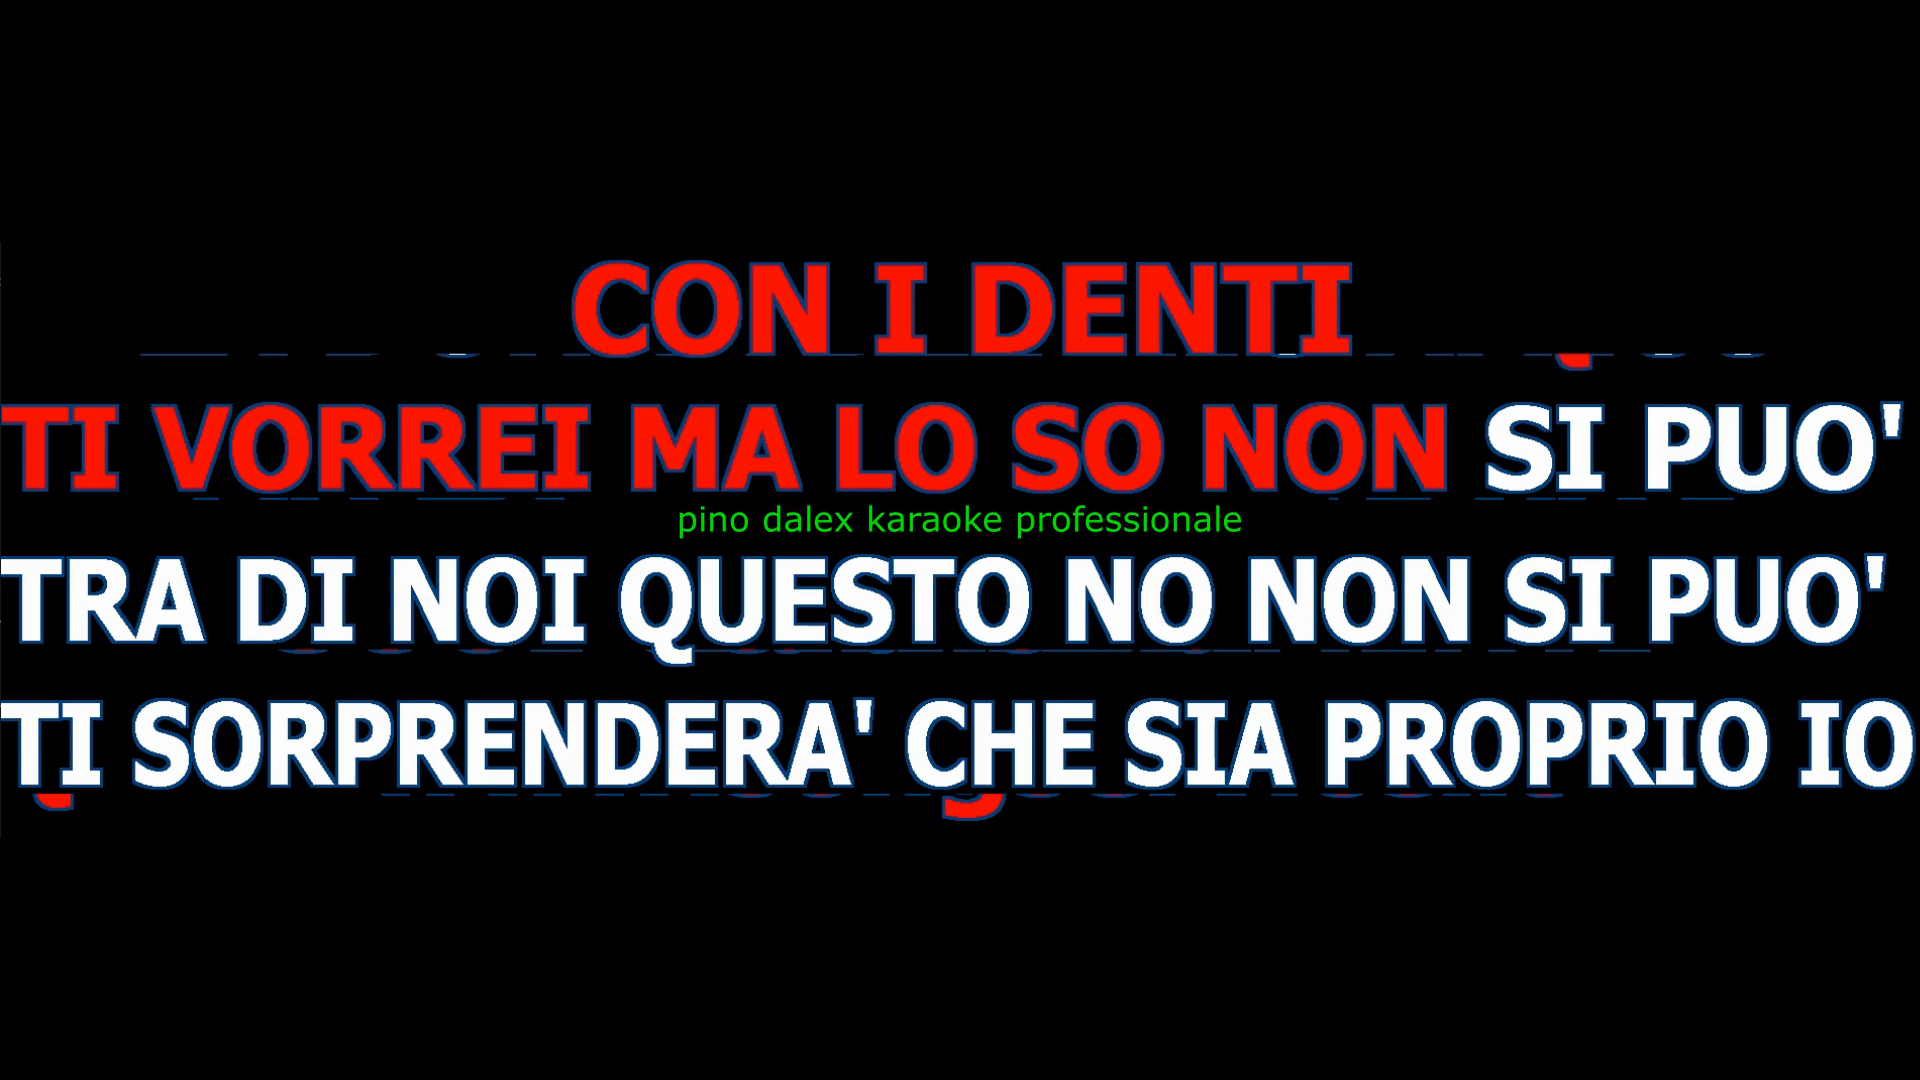 CON I DENTI
TI VORREI MA LO SO NON SI PUO'
pino dalex karaoke professionale
TRA DI NOI QUESTO NO NON SI PUO'
TI SORPRENDERA' CHE SIA PROPRIO IO